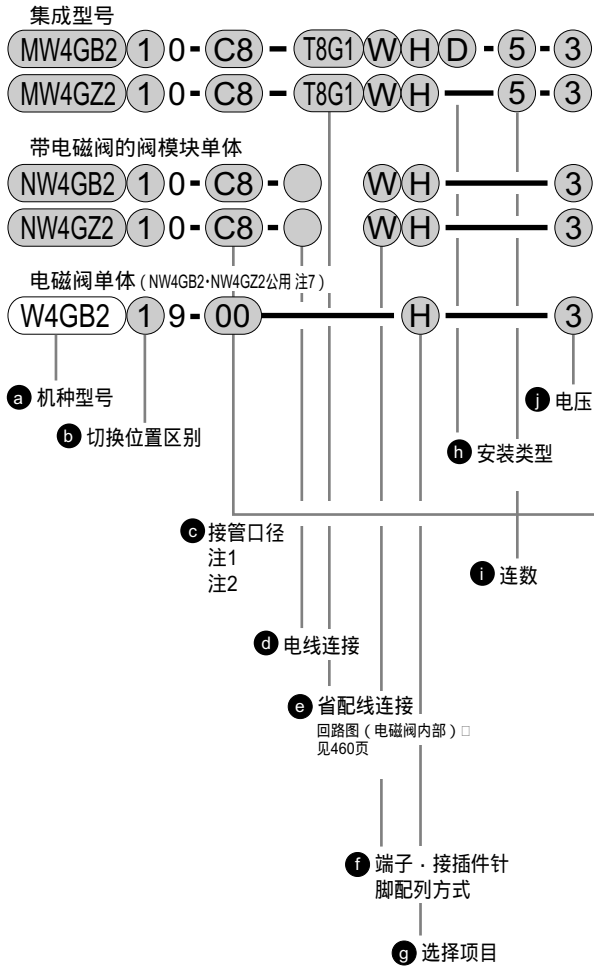 集成型号
MW4GB2 1 0 - C8 - T8G1 W H D - 5 - 3
MW4GZ2 1 0 - C8 - T8G1 W H — 5 - 3
带电磁阀的阀模块单体
NW4GB2 1 0 - C8 - W H — 3
NW4GZ2 1 0 - C8 - W H — 3
电磁阀单体（NW4GB2·NW4GZ2公用 注7）
W4GB2 1 9 - 00 — H — 3
a 机种型号
j 电压
b 切换位置区别
h 安装类型
c 接管口径
注1
注2
i 连数
d 电线连接
e 省配线连接
回路图（电磁阀内部）□
见460页
f 端子·接插件针
脚配列方式
g 选择项目